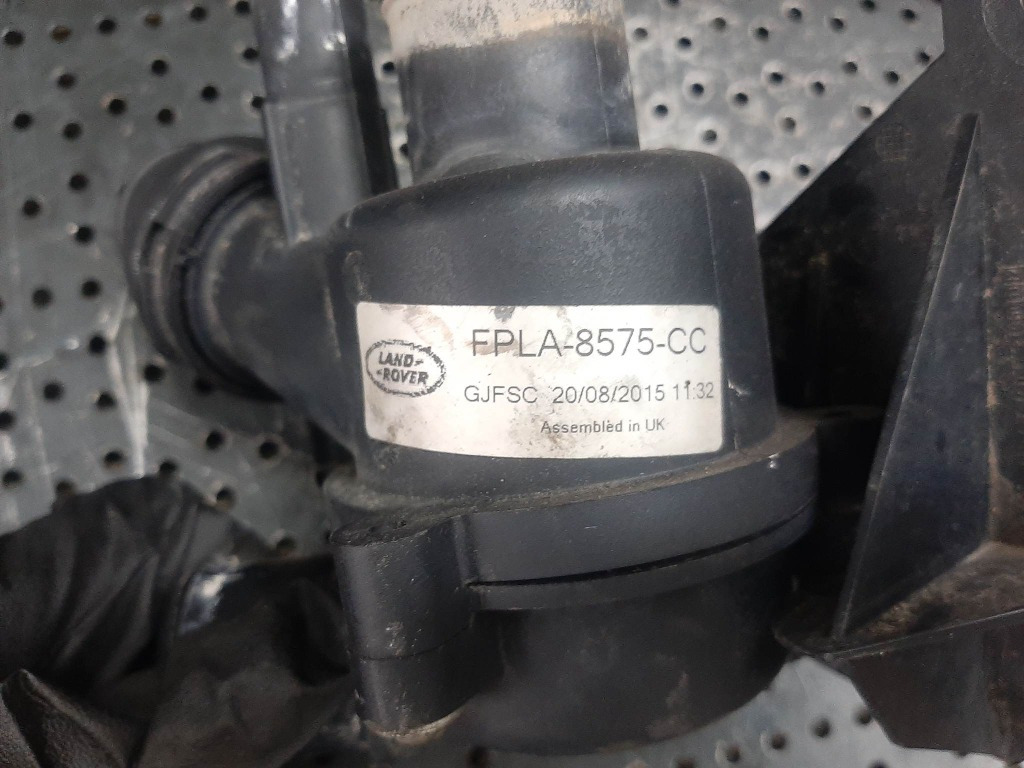 LAND-
-ROVER
FPLA-8575-CC
GJFSC 20/08/2015 11:32
Assembled in UK